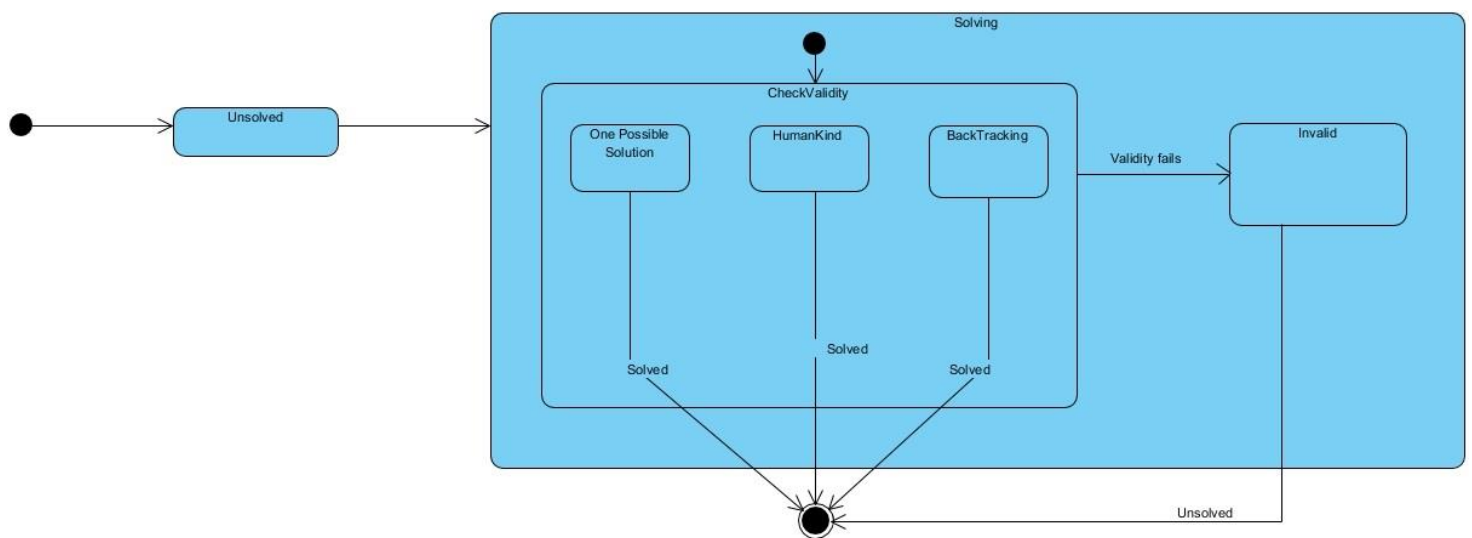 Solving
CheckValidity
Unsolved
One Possible
Solution
HumanKind
BackTracking
Invalid
Validity fails
Solved
Solved
Solved
Unsolved